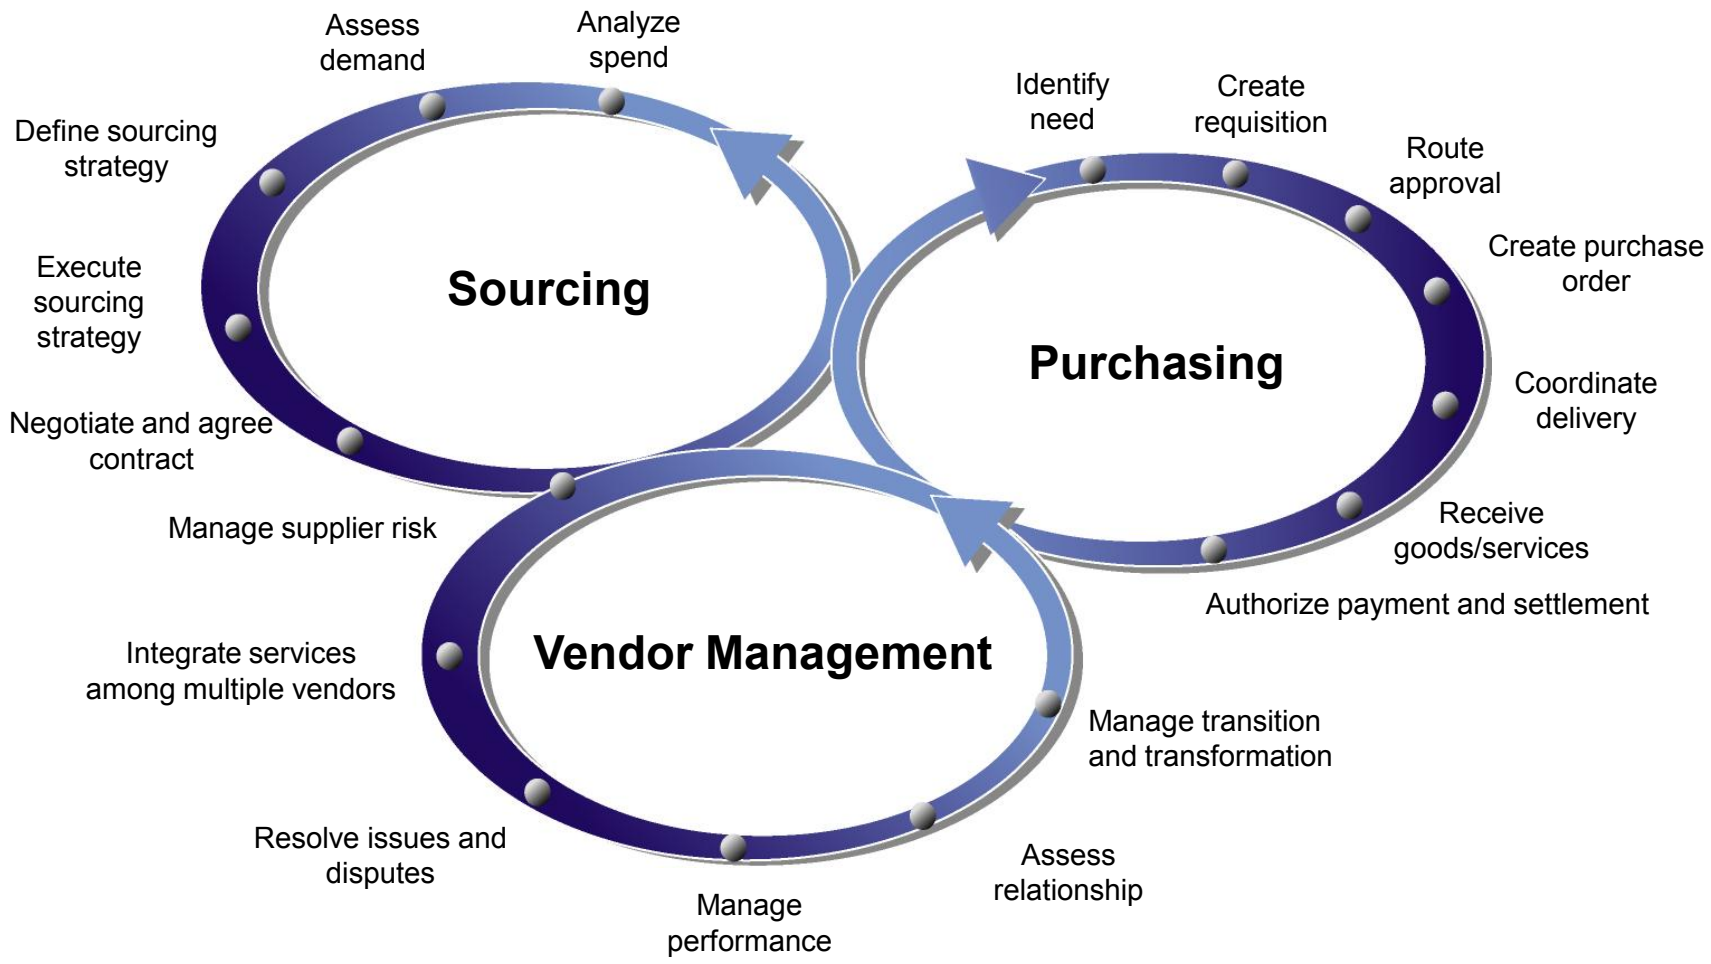 Assess
demand
Analyze
spend
Define sourcing
strategy
Execute
sourcing
strategy
Negotiate and agree
contract
Sourcing
Identify
need
Create
requisition
Route
approval
Create purchase
order
Coordinate
delivery
Receive
goods/services
Authorize payment and settlement
Purchasing
Manage supplier risk
Integrate services
among multiple vendors
Resolve issues and
disputes
Manage
performance
Assess
relationship
Manage transition
and transformation
Vendor Management